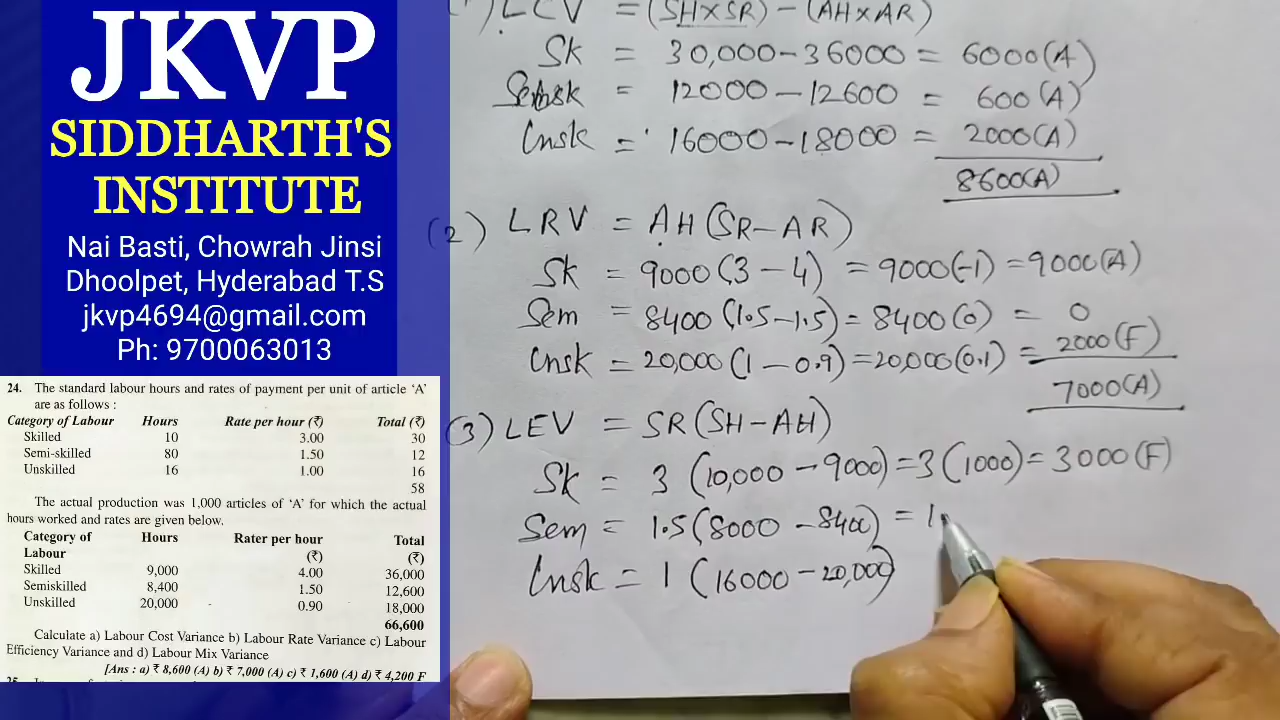 JKVP
SIDDHARTH'S
INSTITUTE
Nai Basti, Chowrah Jinsi
Dhoolpet, Hyderabad T.S
jkvp4694@gmail.com
Ph: 9700063013
24. The standard labour hours and rates of payment per unit of article 'A'
are as follows :
Category of Labour Hours Rate per hour (₹) Total (₹)
Skilled 10 3.00 30
Semi-skilled 80 1.50 12
Unskilled 16 1.00 16
58
The actual production was 1,000 articles of 'A' for which the actual
hours worked and rates are given below.
Category of Hours Rater per hour Total
Labour (₹) (₹)
Skilled 9,000 4.00 36,000
Semiskilled 8,400 1.50 12,600
Unskilled 20,000 0.90 18,000
66,600
Calculate a) Labour Cost Variance b) Labour Rate Variance c) Labour
Efficiency Variance and d) Labour Mix Variance
[Ans : a) ₹ 8,600 (A) b) ₹ 7,000 (A) c) ₹ 1,600 (A) d) ₹ 4,200 F
(1) LCV = (SH×SR) - (AH×AR)
Sk = 30,000 - 36000 = 6000 (A)
= 12000 - 12600 = 600 (A)
Unsk = 16000 - 18000 = 2000 (A)
8600 (A)
(2) LRV = AH (SR - AR)
Sk = 9000 (3 - 4) = 9000 (-1) = 9000 (A)
Sem = 8400 (1.5 - 1.5) = 8400 (0) = 0
Unsk = 20,000 (1 - 0.9) = 20,000 (0.1) = 2000 (F)
7000 (A)
(3) LEV = SR (SH - AH)
Sk = 3 (10,000 - 9000) = 3 (1000) = 3000 (F)
Sem = 1.5 (8000 - 8400) = 1.
Unsk = 1 (16000 - 20,000)